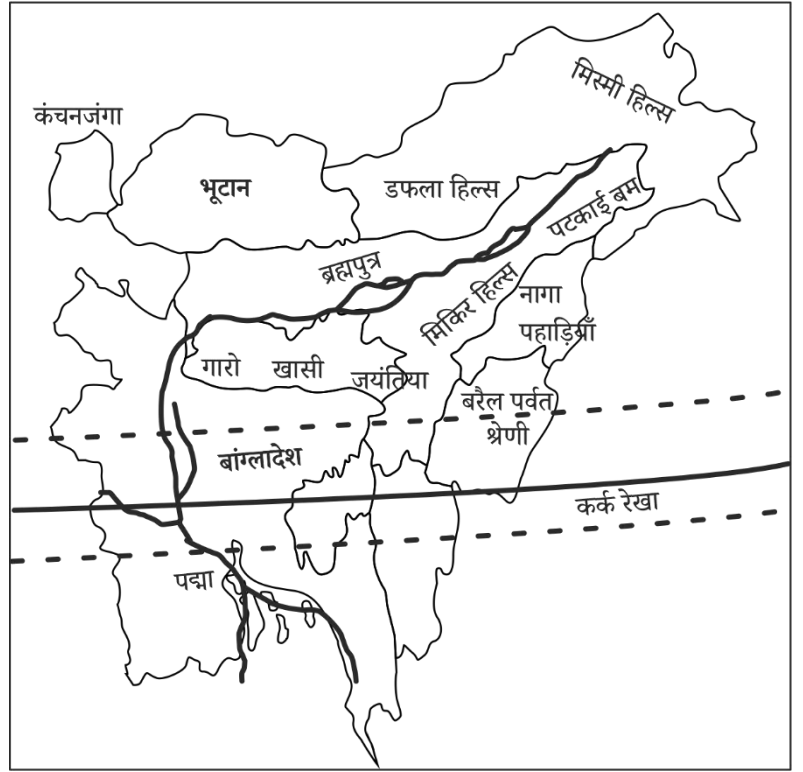 मिस्मी हिल्स
कंचनजंगा
भूटान
डफला हिल्स
पटकाई बम
ब्रह्मपुत्र
मिकिर हिल्स
नागा
पहाड़ियाँ
गारो
खासी
जयंतिया
बरैल पर्वत
श्रेणी
बांग्लादेश
कर्क रेखा
पद्मा